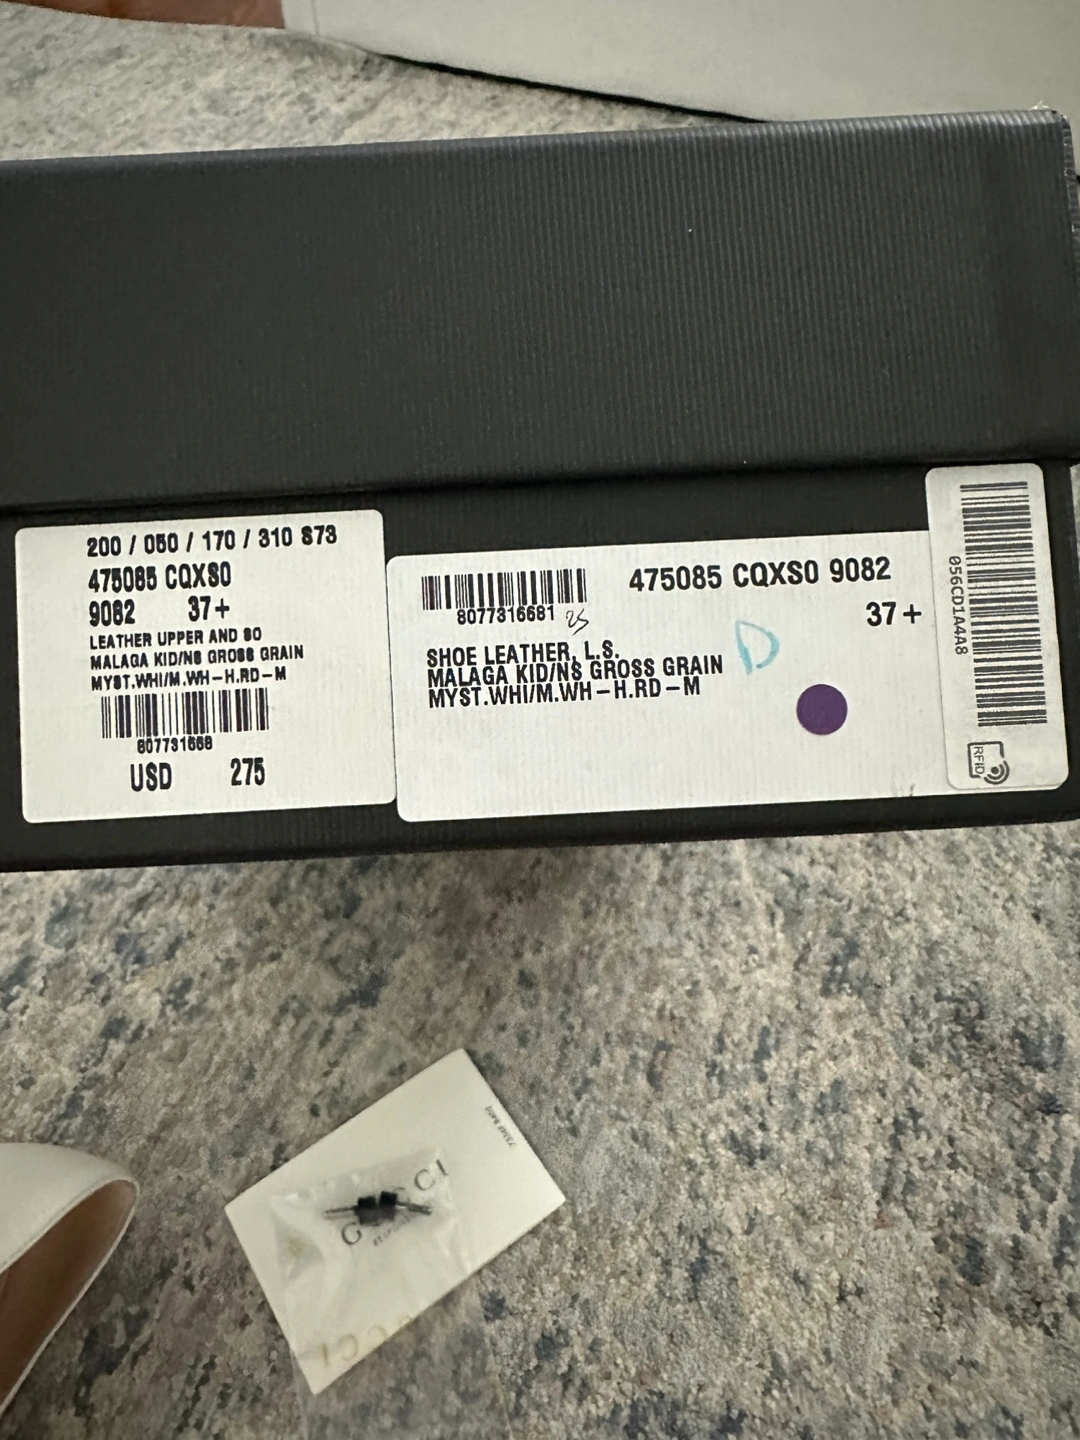 200 / 050 / 170 / 310 873
475085 CQXS0
9082 37+
LEATHER UPPER AND SO
MALAGA KID/NS GROSS GRAIN
MYST.WHI/M.WH-H.RD-M
807731668
USD 275
475085 CQXS0 9082
8077316681
37+
SHOE LEATHER, L.S.
MALAGA KID/NS GROSS GRAIN
MYST.WHI/M.WH-H.RD-M
D
056CD1A4A8
RFID